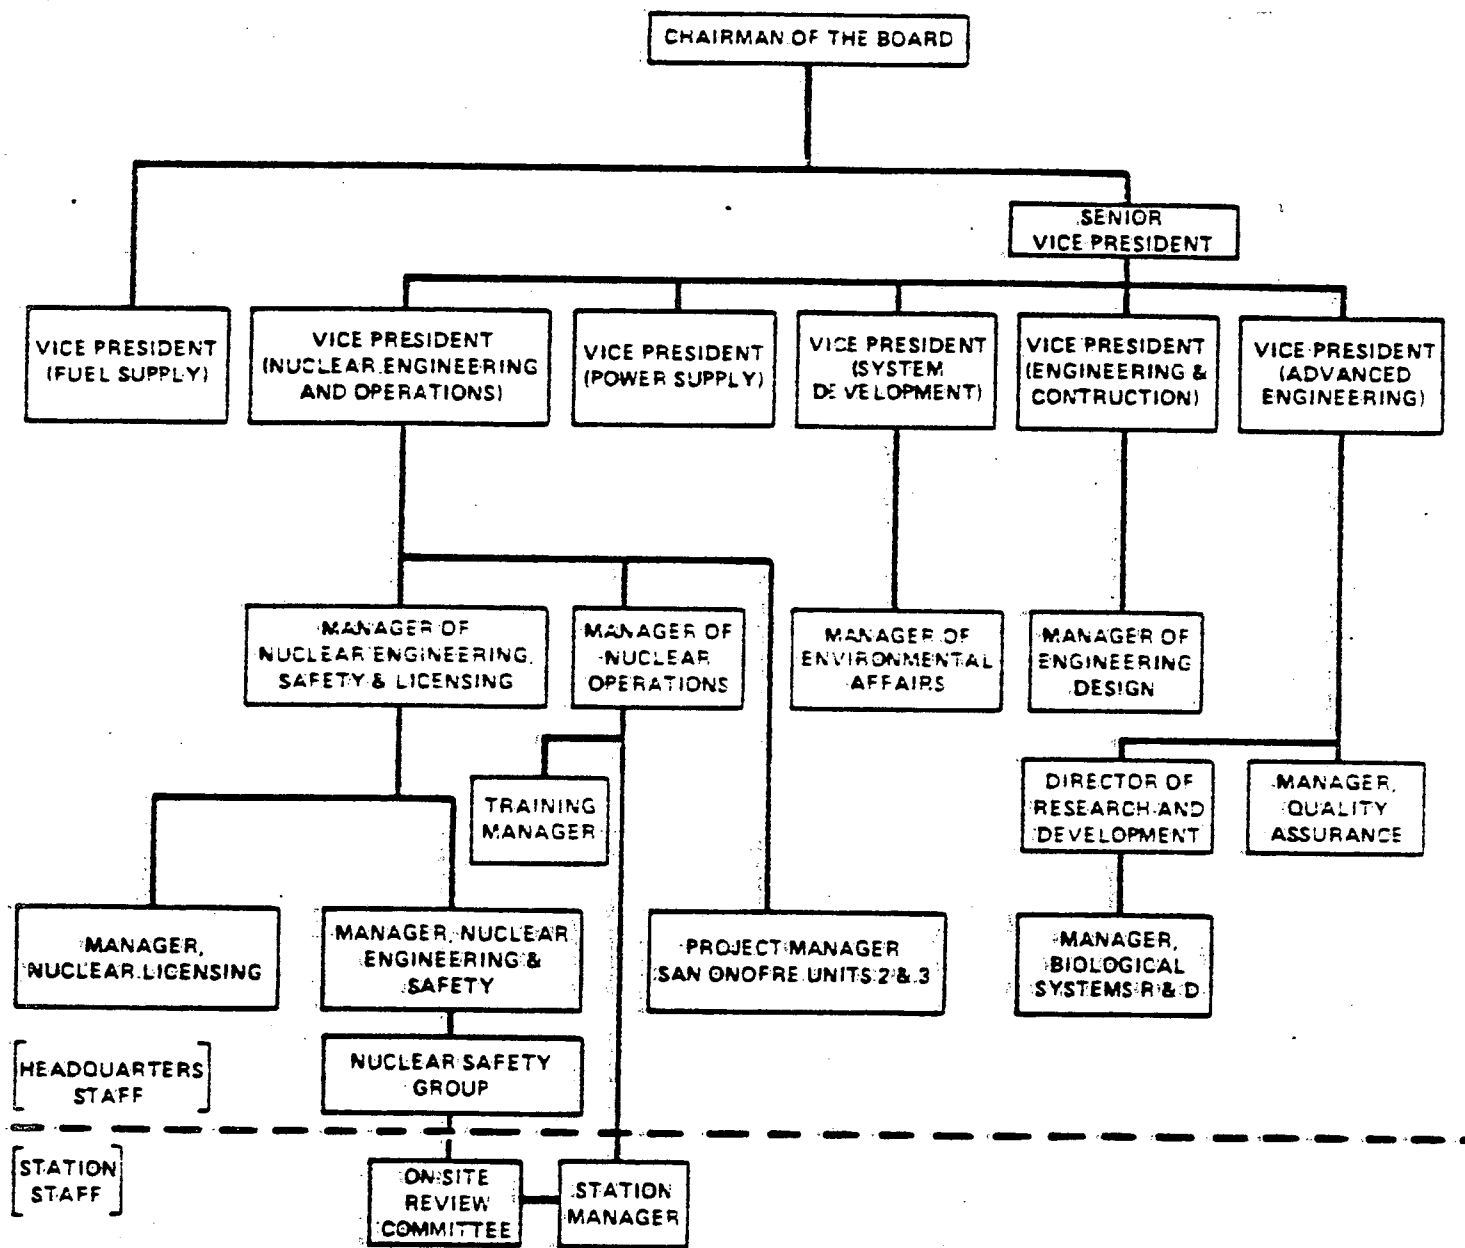 CHAIRMAN OF THE BOARD
SENIOR
VICE PRESIDENT
VICE PRESIDENT
(FUEL SUPPLY)
VICE PRESIDENT
(NUCLEAR ENGINEERING
AND OPERATIONS)
VICE PRESIDENT
(POWER SUPPLY)
VICE PRESIDENT
(SYSTEM
DEVELOPMENT)
VICE PRESIDENT
(ENGINEERING &
CONTRUCTION)
VICE PRESIDENT
(ADVANCED
ENGINEERING)
MANAGER OF
NUCLEAR ENGINEERING,
SAFETY & LICENSING
MANAGER OF
NUCLEAR
OPERATIONS
MANAGER OF
ENVIRONMENTAL
AFFAIRS
MANAGER OF
ENGINEERING
DESIGN
TRAINING
MANAGER
DIRECTOR OF
RESEARCH AND
DEVELOPMENT
MANAGER,
QUALITY
ASSURANCE
MANAGER,
NUCLEAR LICENSING
MANAGER, NUCLEAR
ENGINEERING &
SAFETY
PROJECT MANAGER
SAN ONOFRE UNITS 2 & 3
MANAGER,
BIOLOGICAL
SYSTEMS R & D
[HEADQUARTERS
STAFF]
NUCLEAR SAFETY
GROUP
[STATION
STAFF]
ON-SITE
REVIEW
COMMITTEE
STATION
MANAGER